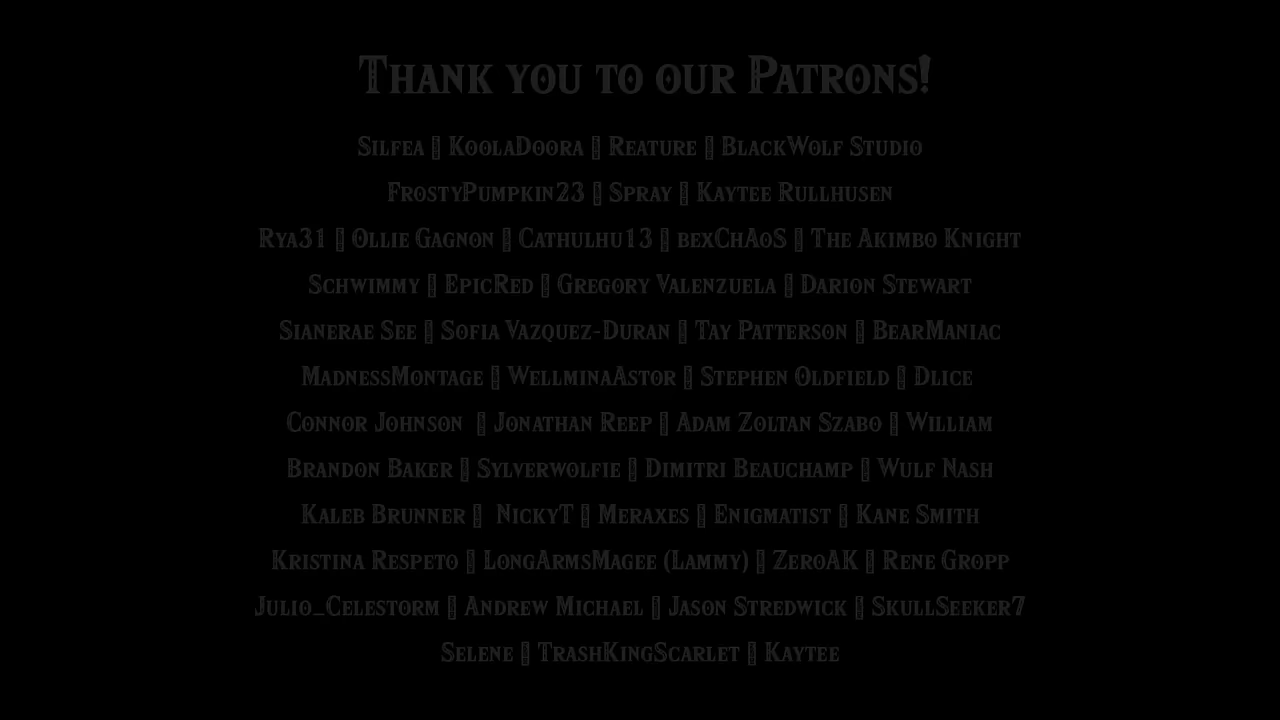 Thank you to our Patrons!
Silfea ▯ KoolaDoora ▯ Reature ▯ BlackWolf Studio
FrostyPumpkin23 ▯ Spray ▯ Kaytee Rullhusen
Rya31 ▯ Ollie Gagnon ▯ Cathulhu13 ▯ bexChAoS ▯ The Akimbo Knight
Schwimmy ▯ EpicRed ▯ Gregory Valenzuela ▯ Darion Stewart
Sianerae See ▯ Sofia Vazquez-Duran ▯ Tay Patterson ▯ BearManiac
MadnessMontage ▯ WellminaAstor ▯ Stephen Oldfield ▯ Dlice
Connor Johnson ▯ Jonathan Reep ▯ Adam Zoltan Szabo ▯ William
Brandon Baker ▯ Sylverwolfie ▯ Dimitri Beauchamp ▯ Wulf Nash
Kaleb Brunner ▯ NickyT ▯ Meraxes ▯ Enigmatist ▯ Kane Smith
Kristina Respeto ▯ LongArmsMagee (Lammy) ▯ ZeroAK ▯ Rene Gropp
Julio_Celestorm ▯ Andrew Michael ▯ Jason Stredwick ▯ SkullSeeker7
Selene ▯ TrashKingScarlet ▯ Kaytee